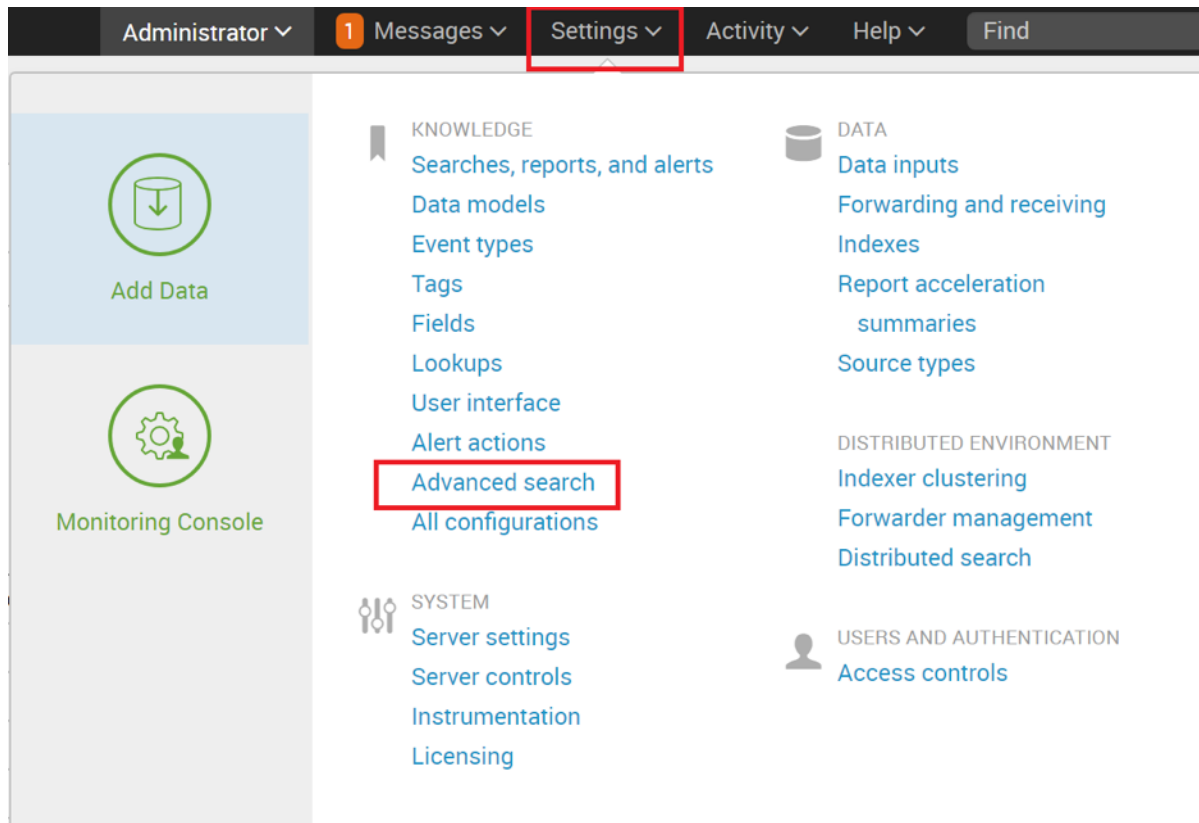 Administrator
1 Messages
Settings
Activity
Help
Find
Add Data
Monitoring Console
KNOWLEDGE
Searches, reports, and alerts
Data models
Event types
Tags
Fields
Lookups
User interface
Alert actions
Advanced search
All configurations
SYSTEM
Server settings
Server controls
Instrumentation
Licensing
DATA
Data inputs
Forwarding and receiving
Indexes
Report acceleration
summaries
Source types
DISTRIBUTED ENVIRONMENT
Indexer clustering
Forwarder management
Distributed search
USERS AND AUTHENTICATION
Access controls